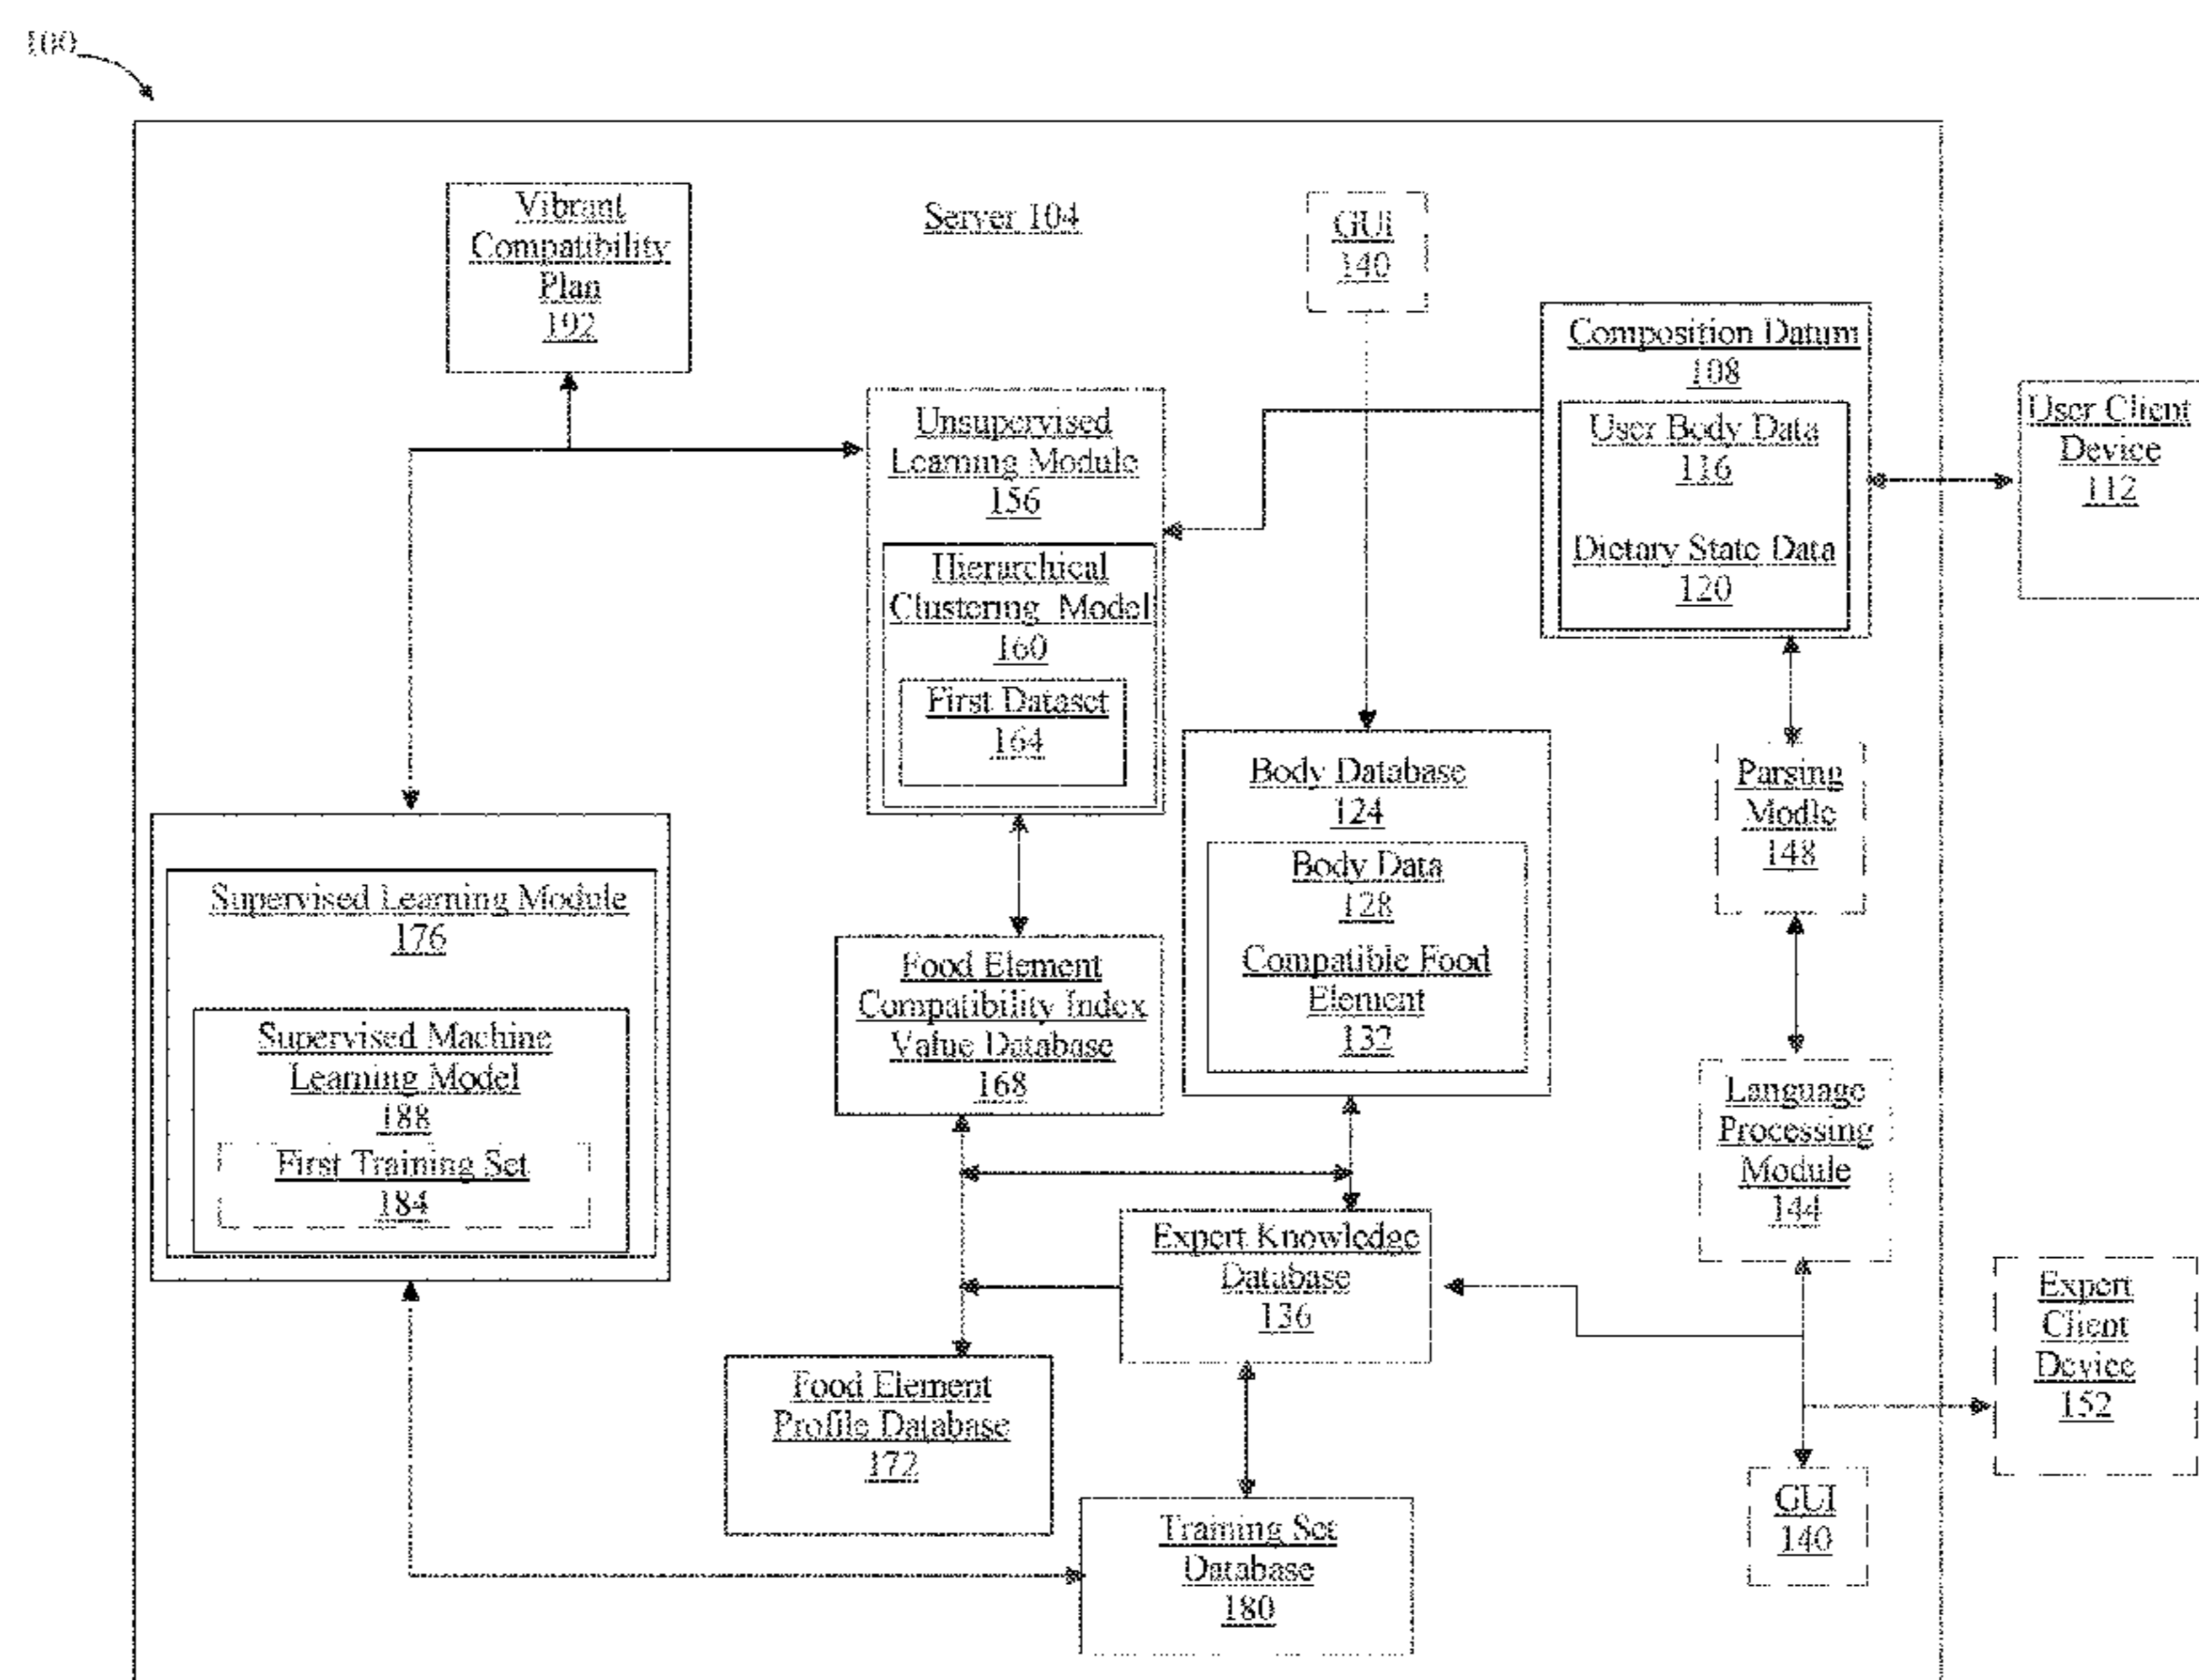 100
Vibrant
Compatibility
Plan
192
Server 104
GUI
140
Composition Datum
108
User Body Data
116
Dietary State Data
120
User Client
Device
112
Unsupervised
Learning Module
156
Hierarchical
Clustering Model
160
First Dataset
164
Body Database
124
Body Data
128
Compatible Food
Element
132
Parsing
Modle
148
Supervised Learning Module
176
Supervised Machine
Learning Model
188
First Training Set
184
Food Element
Compatibility Index
Value Database
168
Language
Processing
Module
144
Expert Knowledge
Database
136
Expert
Client
Device
152
Food Element
Profile Database
172
GUI
140
Training Set
Database
180